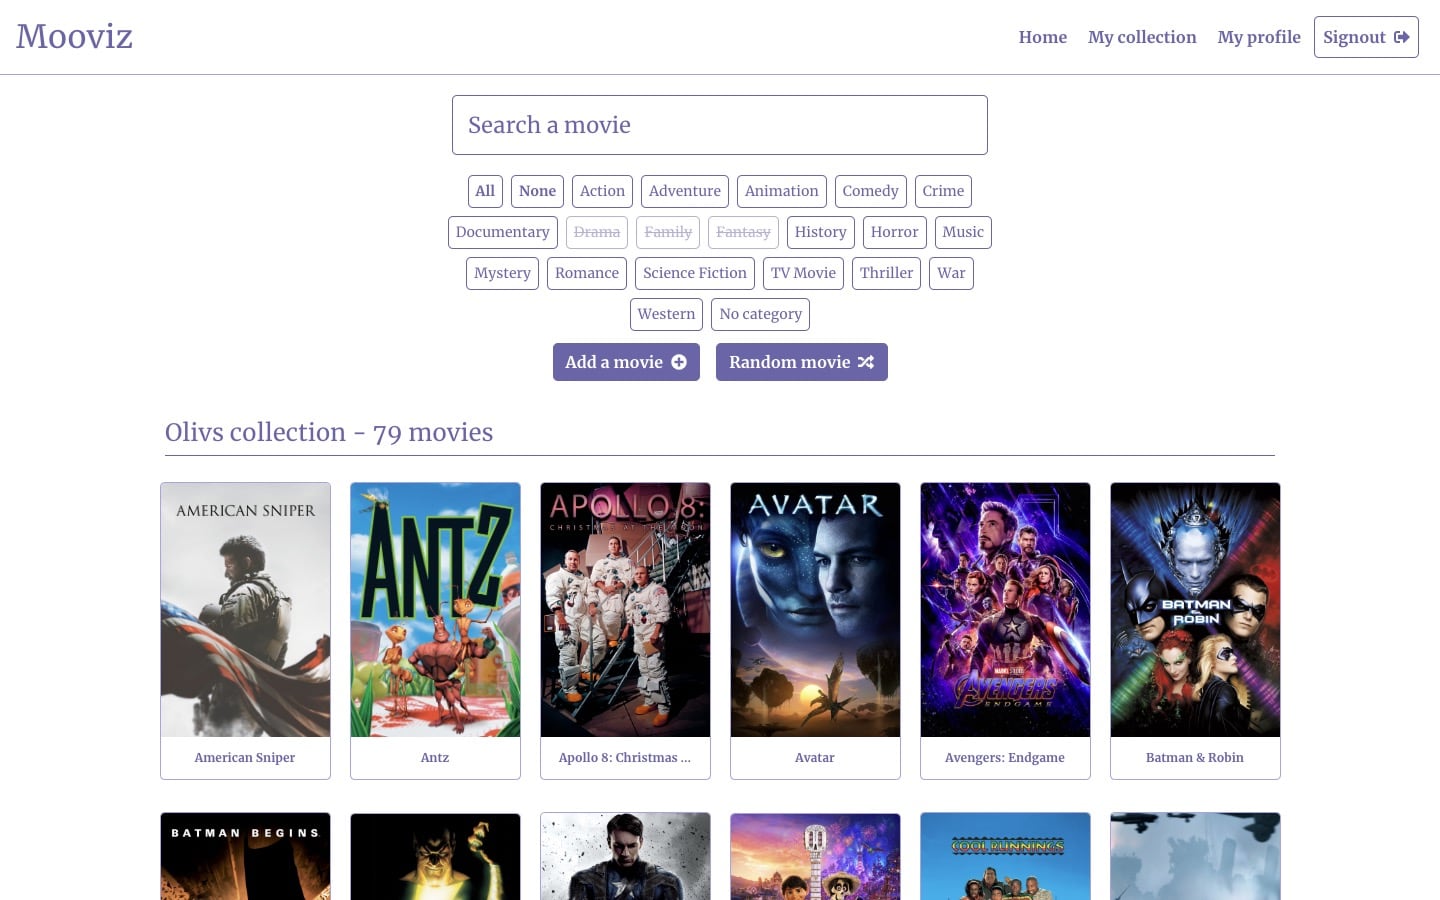 Mooviz
Home My collection My profile Signout
Search a movie
All None Action Adventure Animation Comedy Crime
Documentary Drama Family Fantasy History Horror Music
Mystery Romance Science Fiction TV Movie Thriller War
Western No category
Add a movie Random movie
Olivs collection - 79 movies
AMERICAN SNIPER
ANTZ
APOLLO 8:
CHRISTMAS AT THE MOON
AVATAR
MARVEL STUDIOS
AVENGERS
ENDGAME
BATMAN
&
ROBIN
American Sniper Antz Apollo 8: Christmas ... Avatar Avengers: Endgame Batman & Robin
BATMAN BEGINS
COOL RUNNINGS